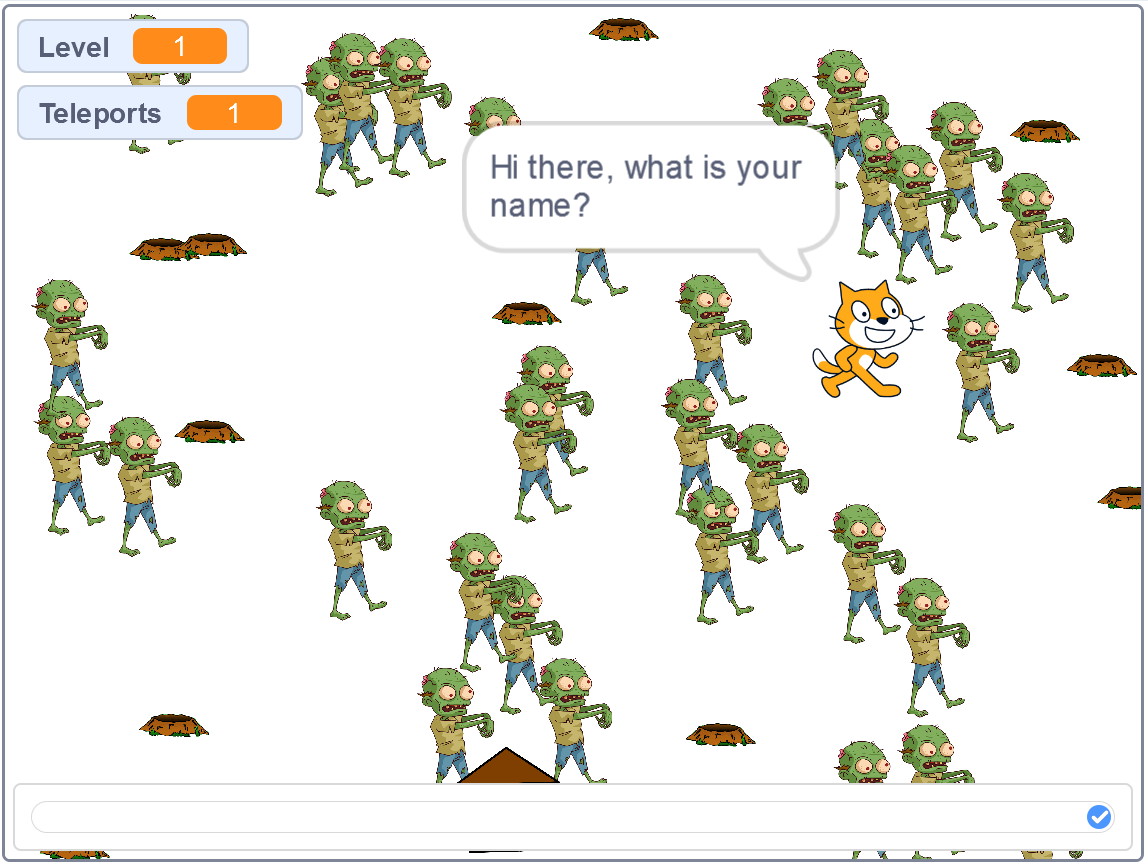 Level 1
Teleports 1
Hi there, what is your
name?